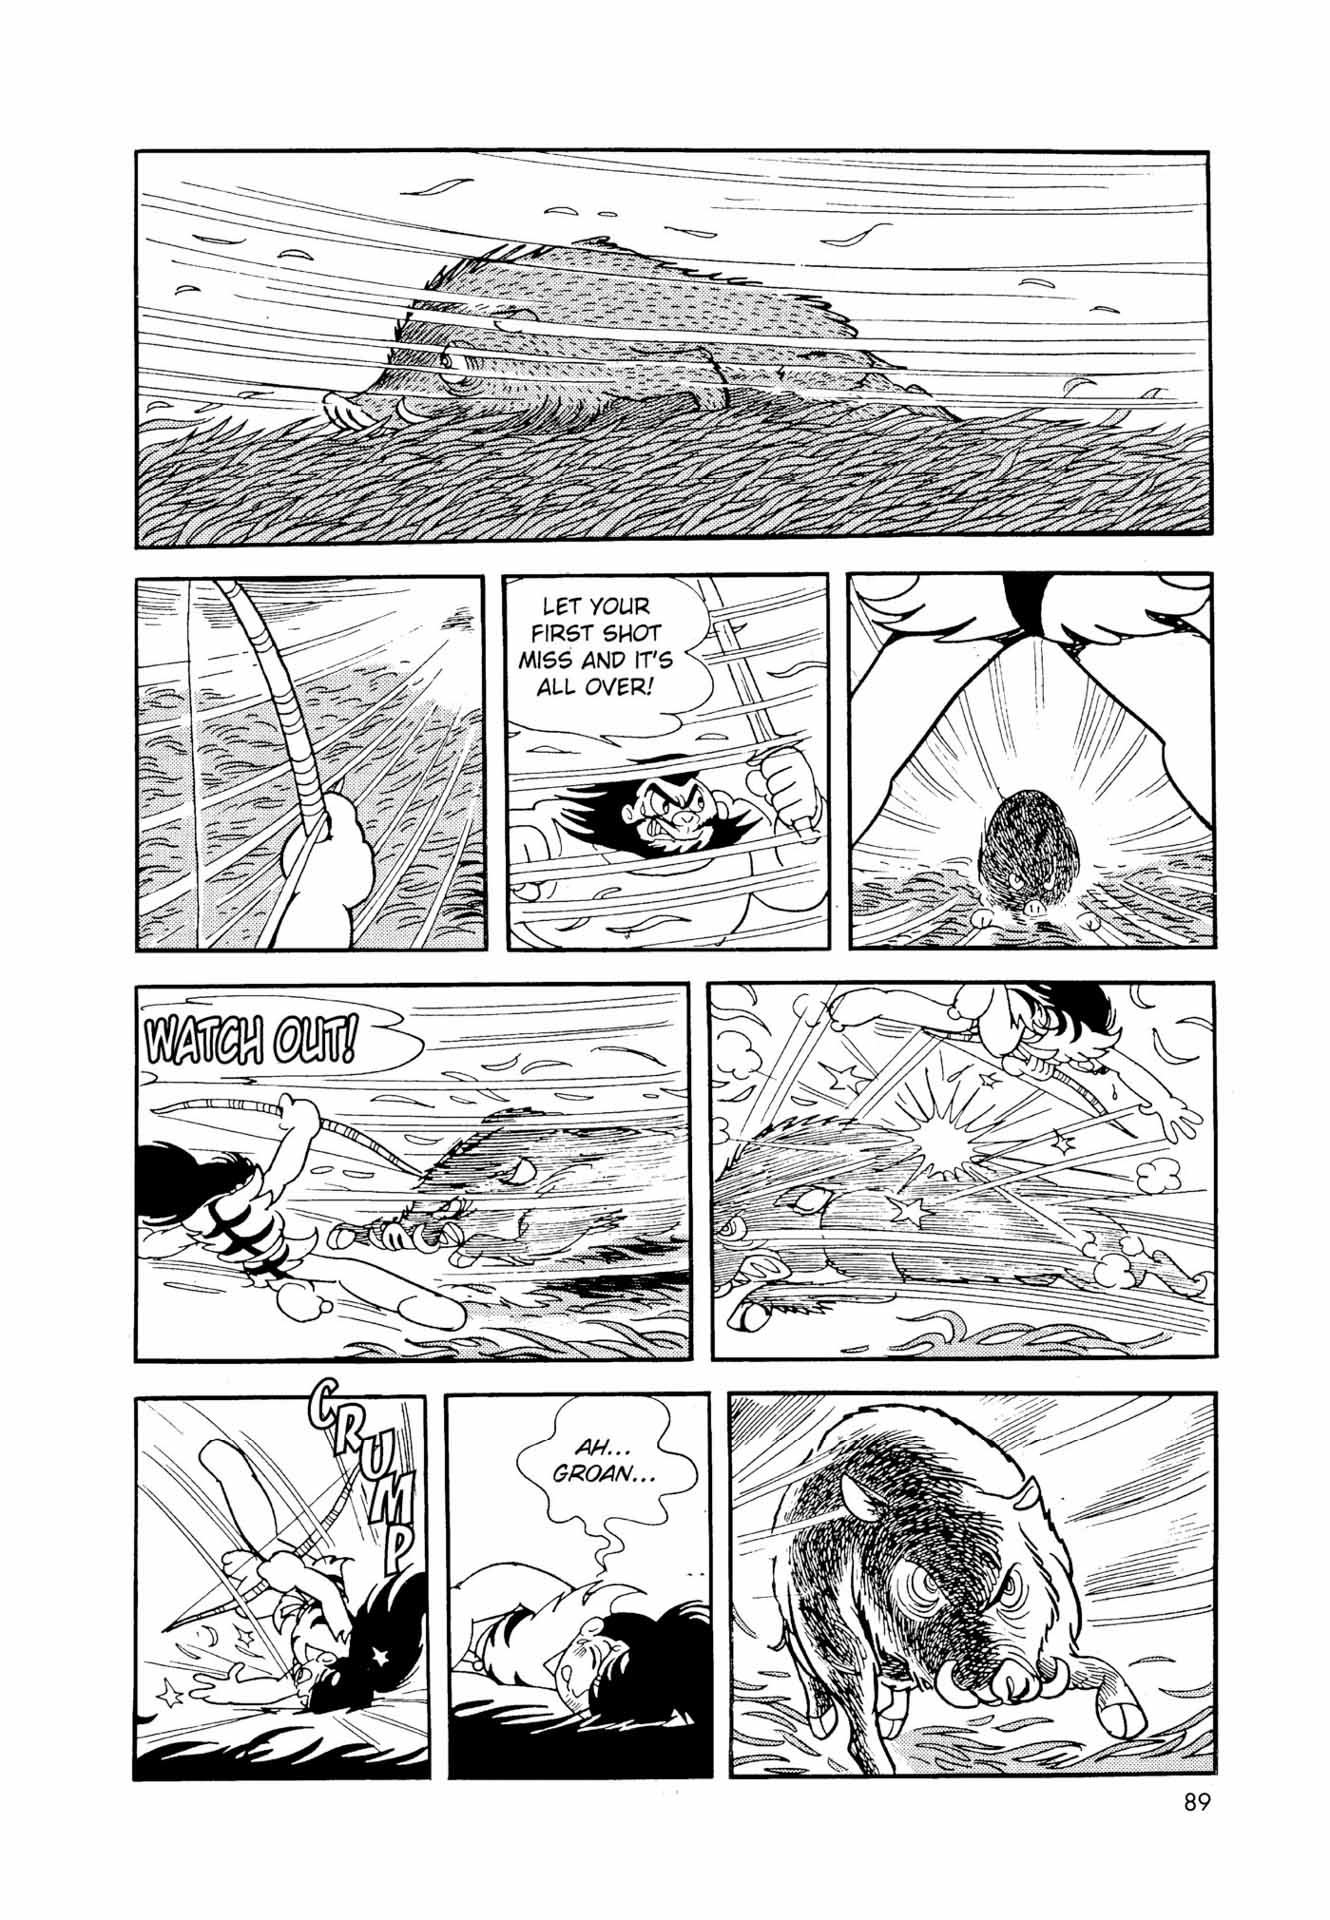 LET YOUR
FIRST SHOT
MISS AND IT'S
ALL OVER!
WATCH OUT!
CRUMP
AH...
GROAN...
89